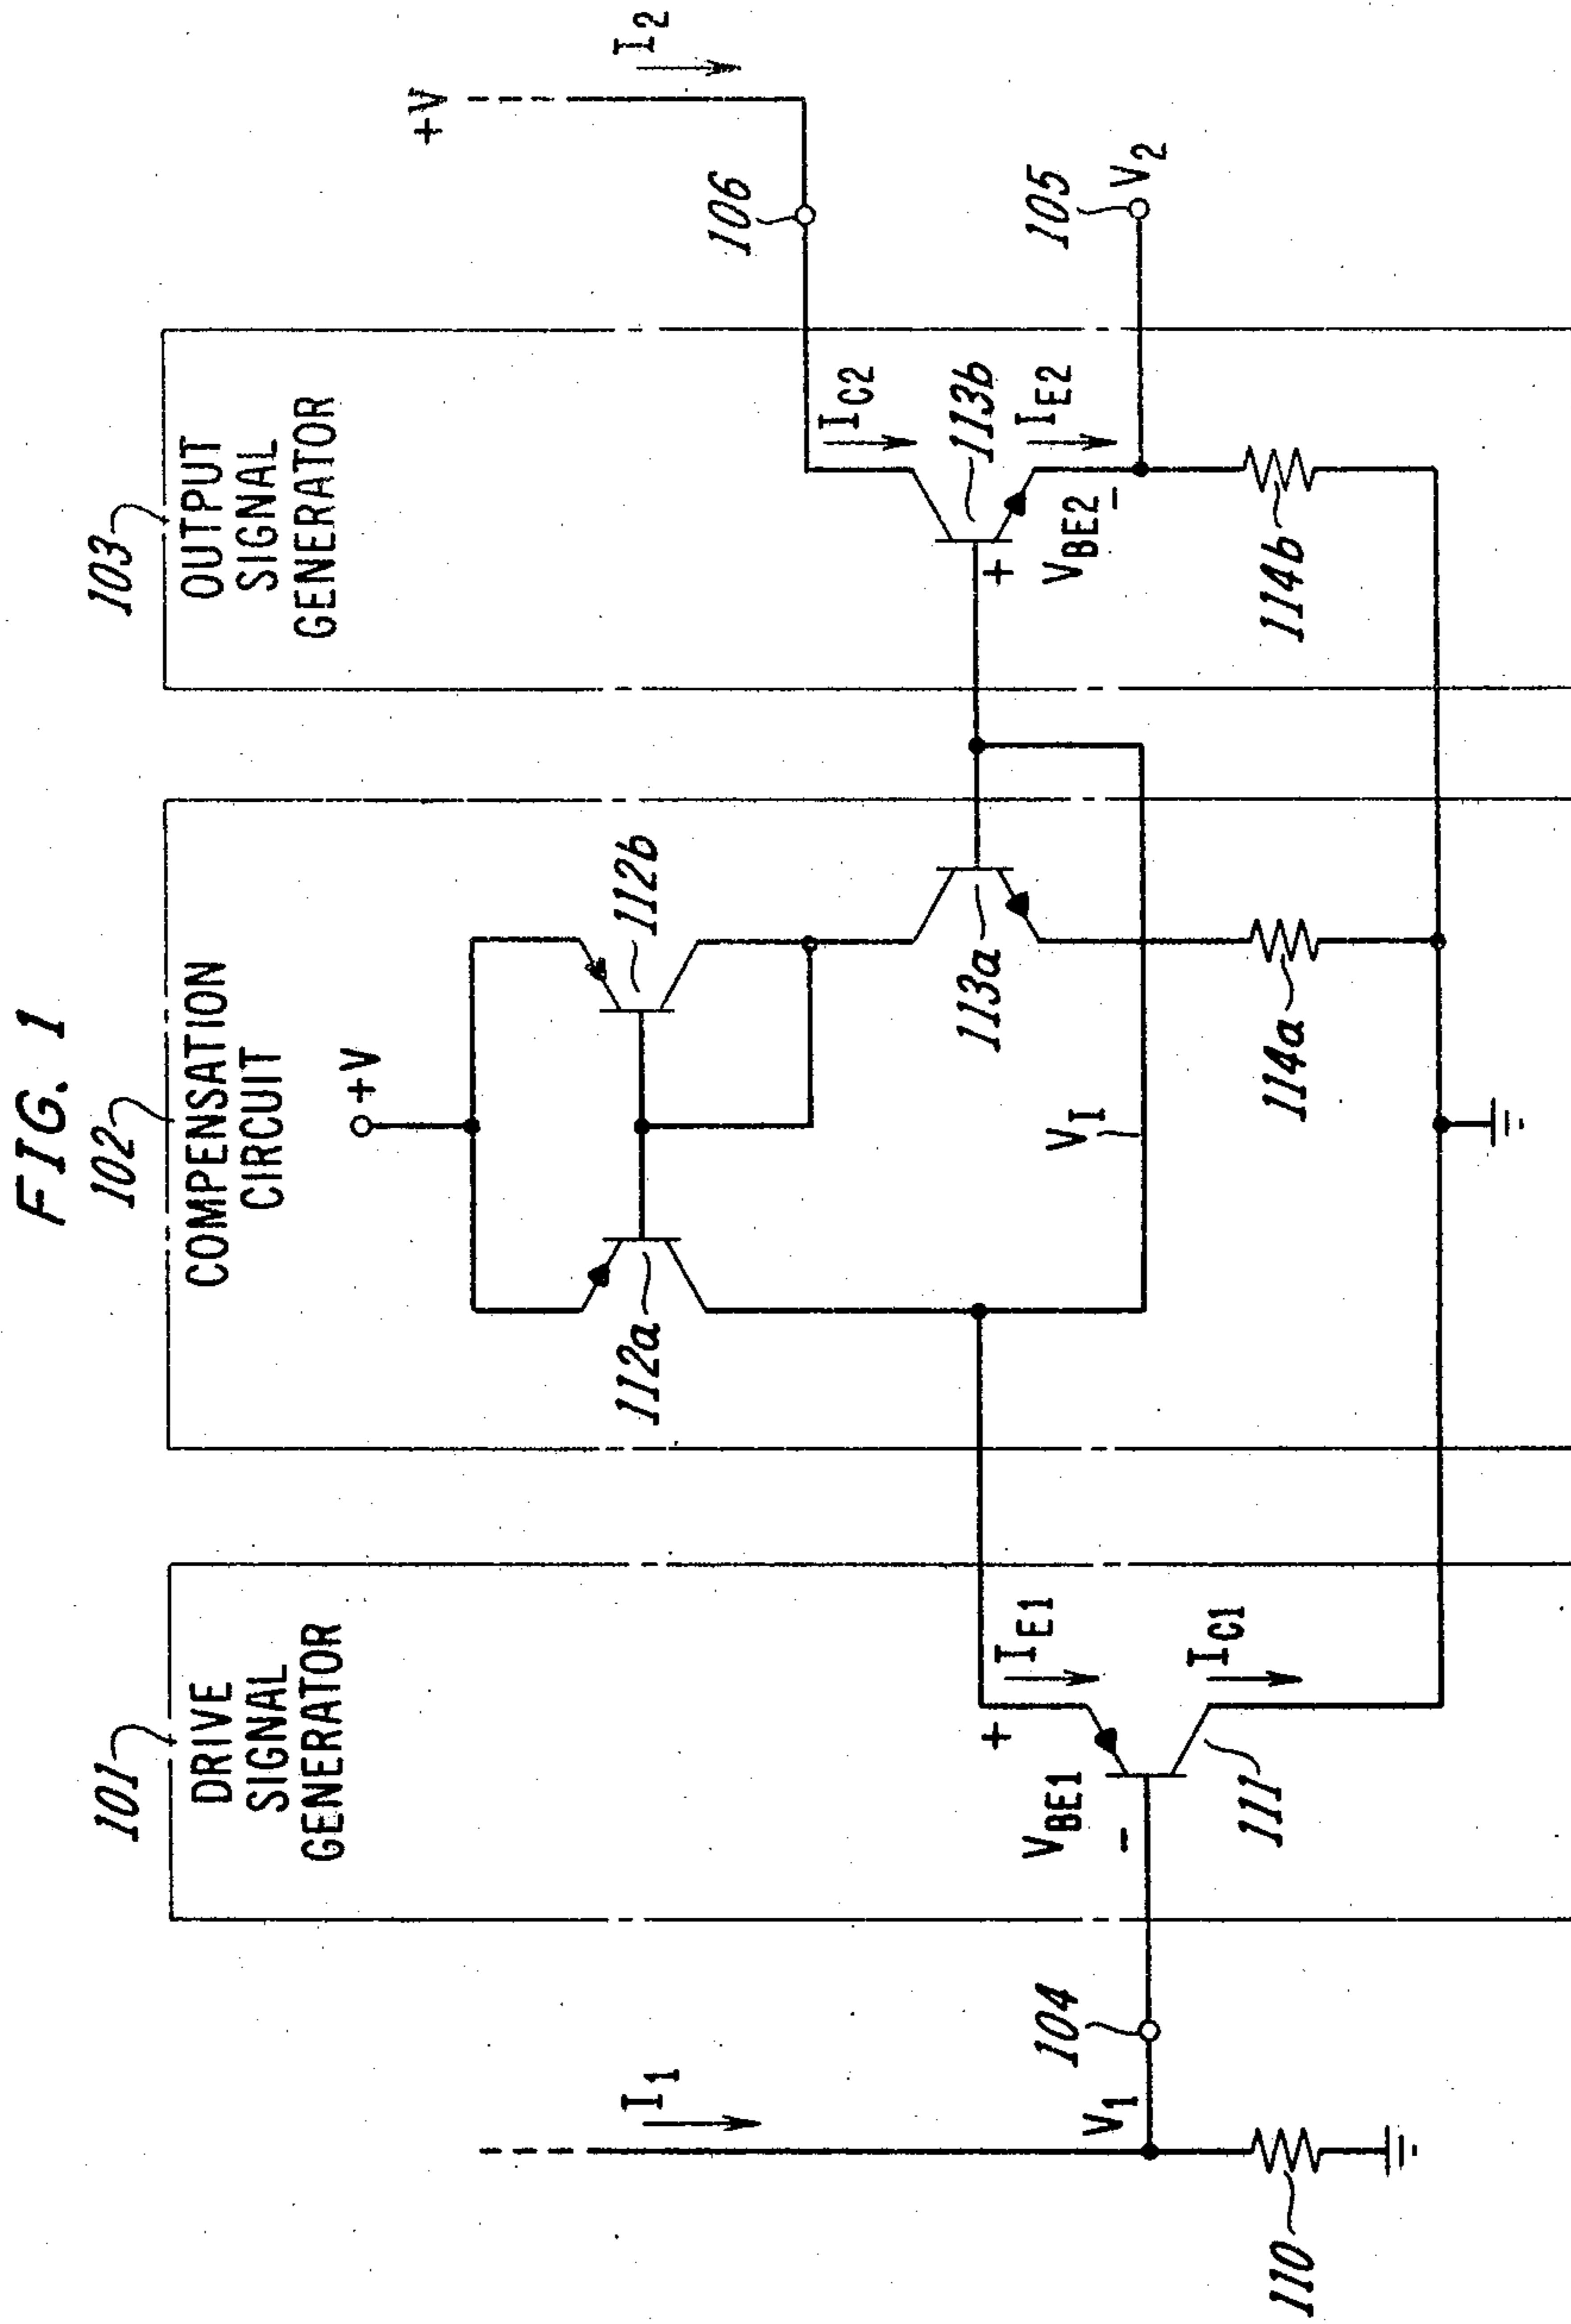 FIG. 1
101
DRIVE
SIGNAL
GENERATOR
102
COMPENSATION
CIRCUIT
103
OUTPUT
SIGNAL
GENERATOR
+V
+V
I1
I2
112a
112b
106
104
V1
VBE1
+
-
IE1
IC1
111
VI
113a
113b
IC2
IE2
+
VBE2
-
105
V2
110
114a
114b